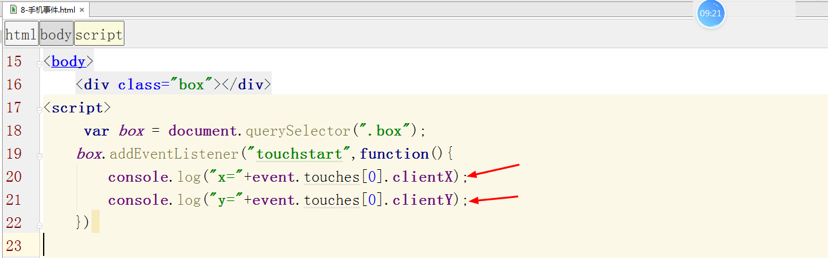 8-手机事件.html ×
09:21
html body script
15 <body>
16 <div class="box"></div>
17 <script>
18 var box = document.querySelector(".box");
19 box.addEventListener("touchstart",function(){
20 console.log("x="+event.touches[0].clientX);
21 console.log("y="+event.touches[0].clientY);
22 })
23